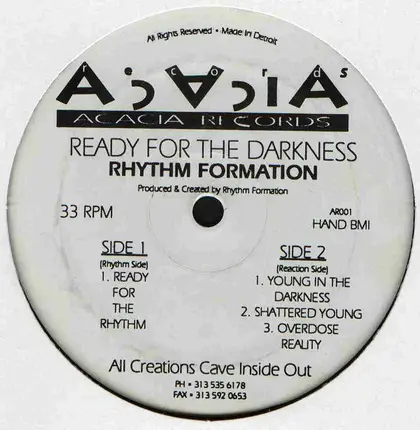 All Rights Reserved • Made In Detroit
records
AcAciA
ACACIA RECORDS
READY FOR THE DARKNESS
RHYTHM FORMATION
Produced & Created by Rhythm Formation
33 RPM
AR001
HAND BMI
SIDE 1
(Rhythm Side)
1. READY
FOR
THE
RHYTHM
SIDE 2
(Reaction Side)
1. YOUNG IN THE
DARKNESS
2. SHATTERED YOUNG
3. OVERDOSE
REALITY
All Creations Cave Inside Out
PH • 313 535 6178
FAX • 313 592 0653